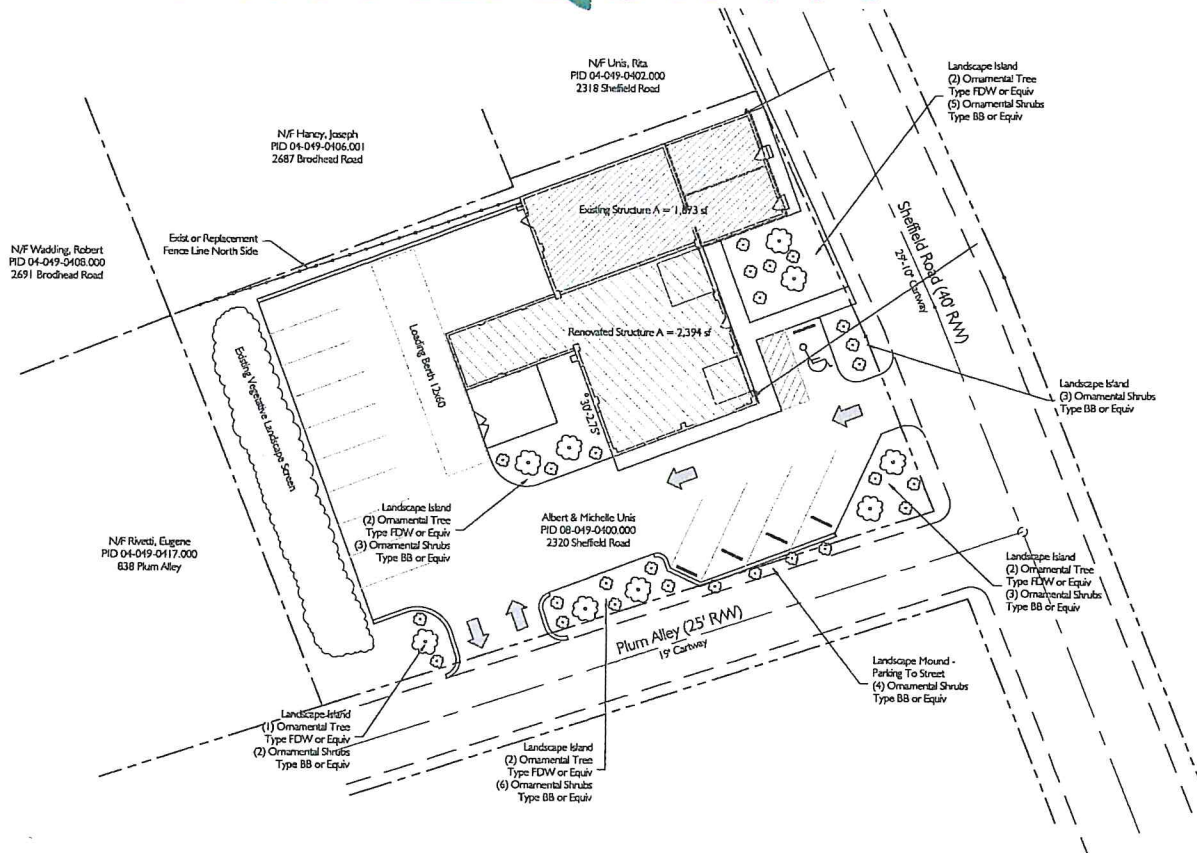 N/F Unis, Rita
PID 04-049-0402.000
2318 Sheffield Road
Landscape Island
(2) Ornamental Tree
Type FDW or Equiv
(5) Ornamental Shrubs
Type BB or Equiv
N/F Haney, Joseph
PID 04-049-0406.001
2687 Brodhead Road
N/F Wadding, Robert
PID 04-049-0408.000
2691 Brodhead Road
Exist or Replacement
Fence Line North Side
Existing Structure A = 1,873 sf
Sheffield Road (40' R/W)
29'-10" Cartway
Loading Berth 12x60
Renovated Structure A = 2,394 sf
Existing Vegetative Landscape Screen
30'-2.75"
Landscape Island
(3) Ornamental Shrubs
Type BB or Equiv
Landscape Island
(2) Ornamental Tree
Type FDW or Equiv
(3) Ornamental Shrubs
Type BB or Equiv
Albert & Michelle Unis
PID 08-049-0400.000
2320 Sheffield Road
N/F Rivetti, Eugene
PID 04-049-0417.000
838 Plum Alley
Landscape Island
(2) Ornamental Tree
Type FDW or Equiv
(3) Ornamental Shrubs
Type BB or Equiv
Plum Alley (25' R/W)
15' Cartway
Landscape Mound -
Parking To Street
(4) Ornamental Shrubs
Type BB or Equiv
Landscape Island
(1) Ornamental Tree
Type FDW or Equiv
(2) Ornamental Shrubs
Type BB or Equiv
Landscape Island
(2) Ornamental Tree
Type FDW or Equiv
(6) Ornamental Shrubs
Type BB or Equiv